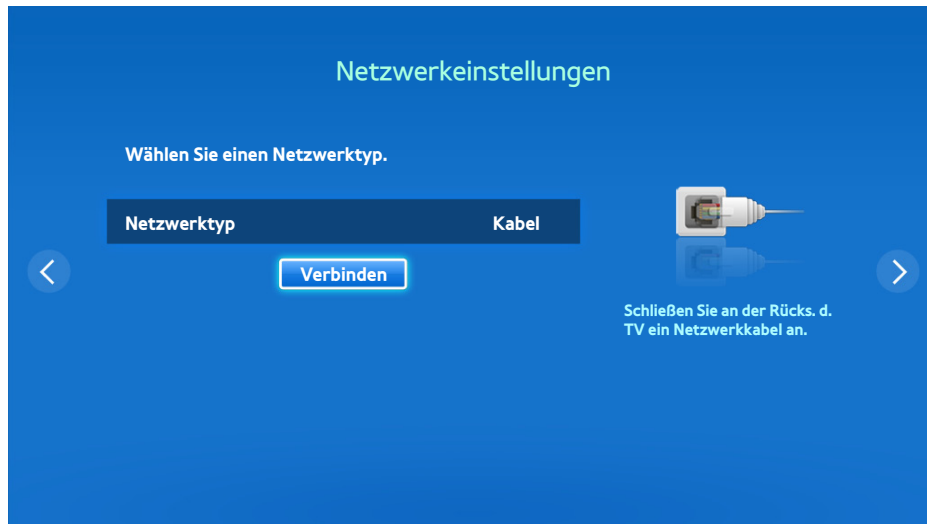 Netzwerkeinstellungen
Wählen Sie einen Netzwerktyp.
Netzwerktyp Kabel
Verbinden
Schließen Sie an der Rücks. d.
TV ein Netzwerkkabel an.